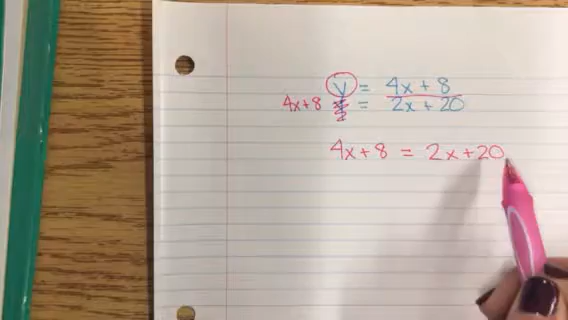 y = 4x + 8
4x+8 = 2x + 20
4x+8 = 2x+20